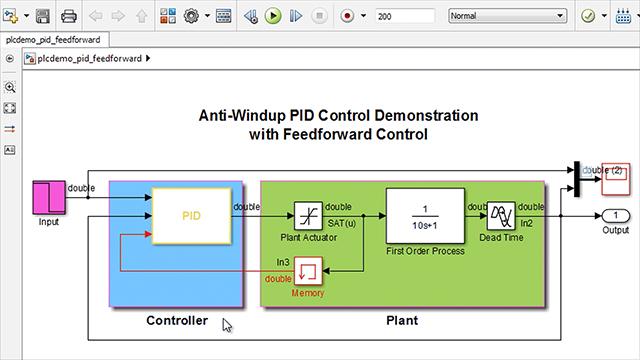 200
Normal
plcdemo_pid_feedforward
plcdemo_pid_feedforward
Anti-Windup PID Control Demonstration
with Feedforward Control
double
Input
PID
double
double
SAT(u)
Plant Actuator
1
10s+1
First Order Process
double
Dead Time
double
In2
double (2)
1
Output
In3
double
Memory
Controller
Plant